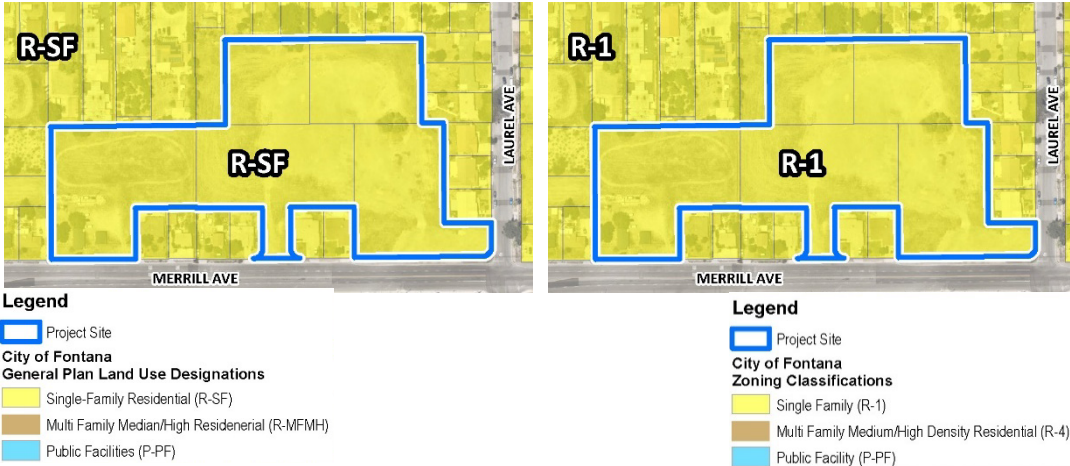 R-SF
R-SF
LAUREL AVE
MERRILL AVE
Legend
Project Site
City of Fontana
General Plan Land Use Designations
Single-Family Residential (R-SF)
Multi Family Median/High Residenerial (R-MFMH)
Public Facilities (P-PF)
R-1
R-1
LAUREL AVE
MERRILL AVE
Legend
Project Site
City of Fontana
Zoning Classifications
Single Family (R-1)
Multi Family Medium/High Density Residential (R-4)
Public Facility (P-PF)